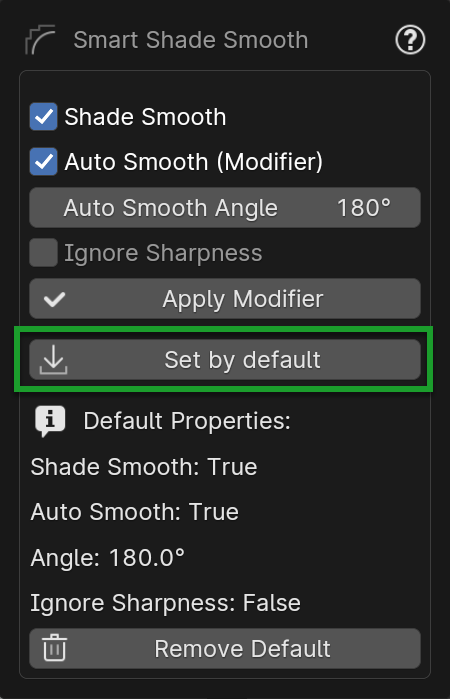 Smart Shade Smooth
Shade Smooth
Auto Smooth (Modifier)
Auto Smooth Angle 180°
Ignore Sharpness
Apply Modifier
Set by default
Default Properties:
Shade Smooth: True
Auto Smooth: True
Angle: 180.0°
Ignore Sharpness: False
Remove Default